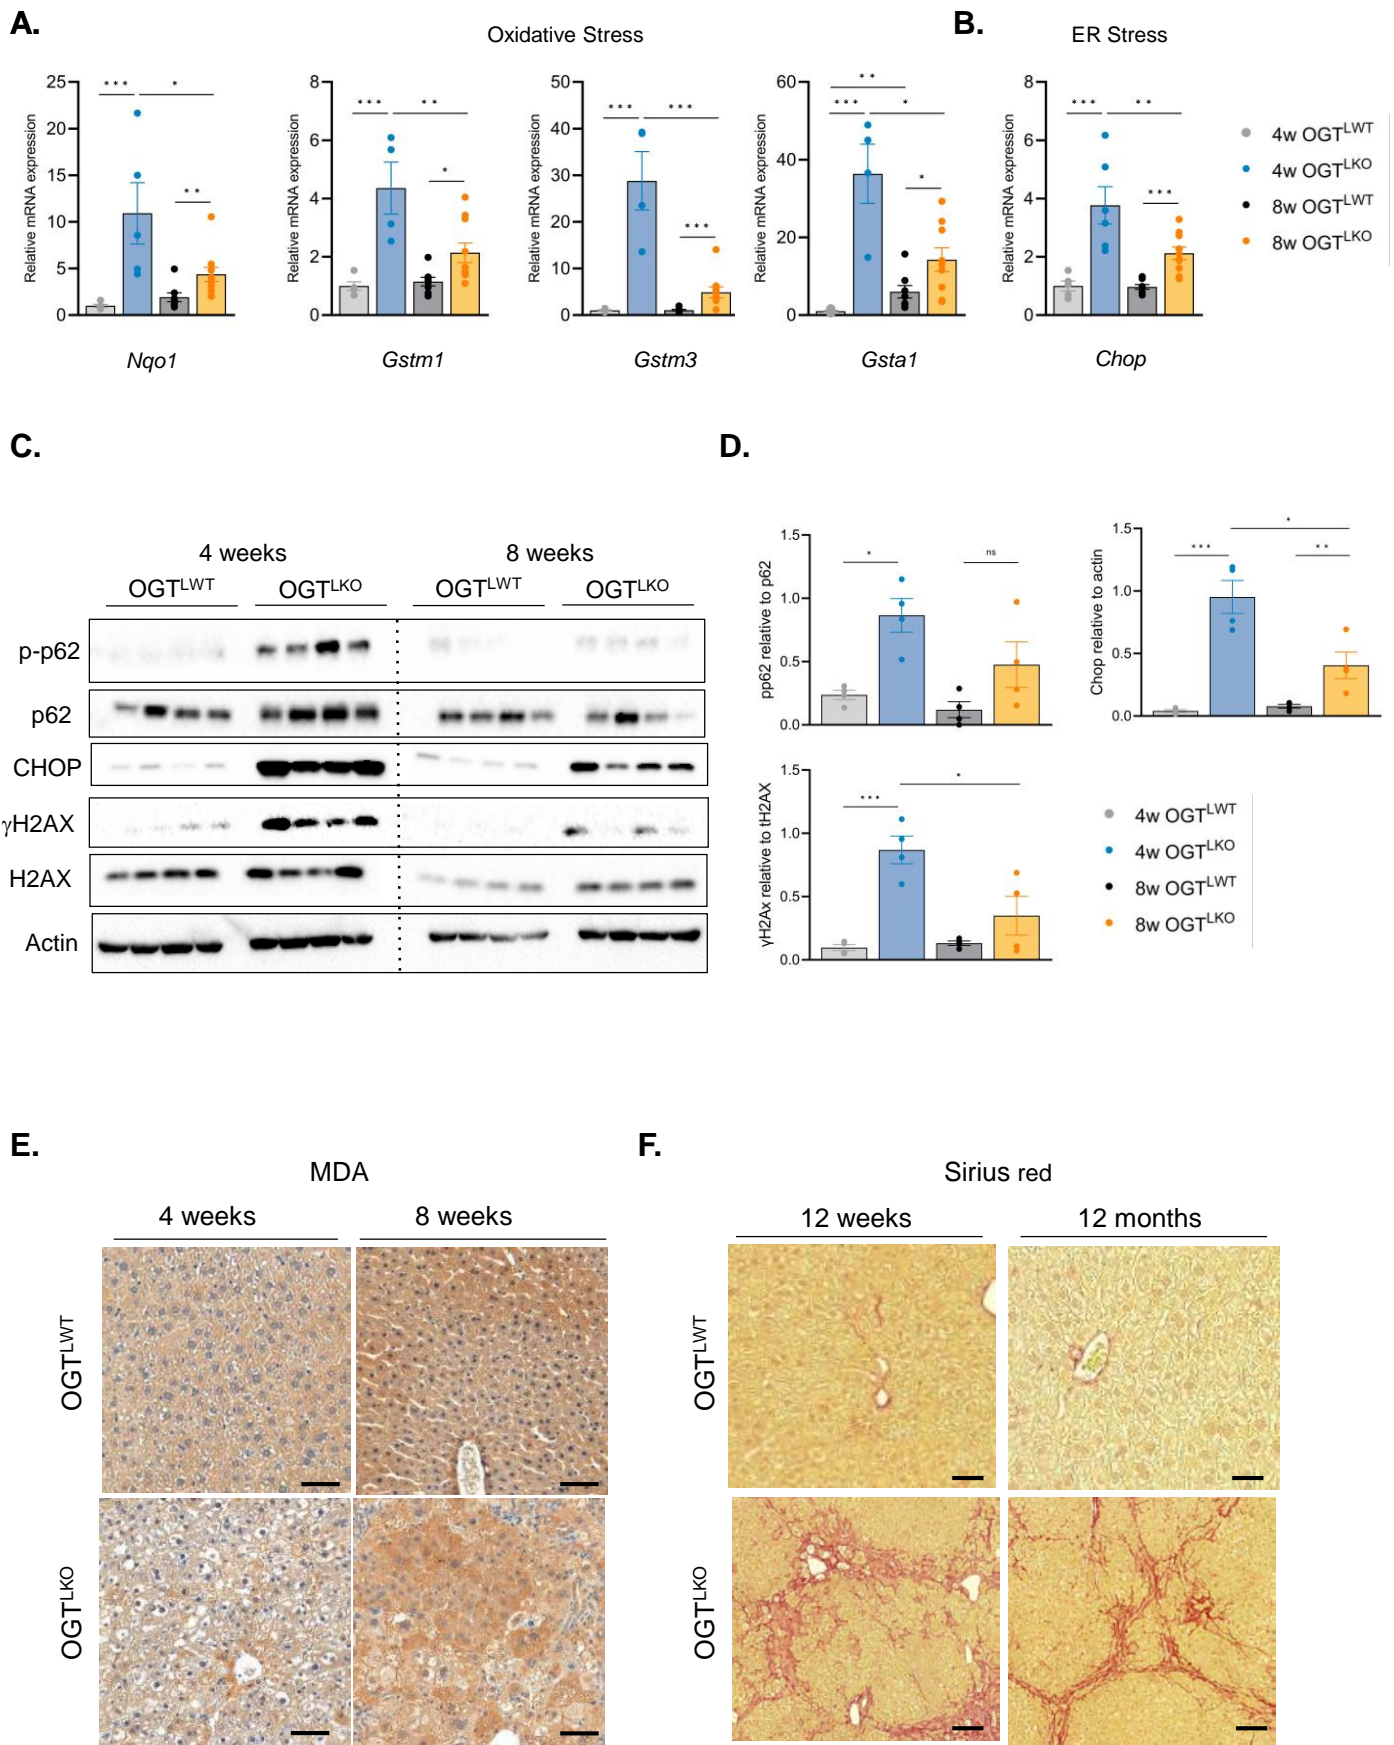 A.
Oxidative Stress
B.
ER Stress
Relative mRNA expression
25
20
15
10
5
0
***
*
**
Nqo1
Relative mRNA expression
8
6
4
2
0
***
**
*
Gstm1
Relative mRNA expression
50
40
30
20
10
0
***
***
***
Gstm3
Relative mRNA expression
60
40
20
0
**
***
*
*
Gsta1
Relative mRNA expression
8
6
4
2
0
***
**
***
Chop
4w OGTLWT
4w OGTLKO
8w OGTLWT
8w OGTLKO
C.
4 weeks
8 weeks
OGTLWT
OGTLKO
OGTLWT
OGTLKO
p-p62
p62
CHOP
γH2AX
H2AX
Actin
D.
pp62 relative to p62
1.5
1.0
0.5
0.0
*
ns
Chop relative to actin
1.5
1.0
0.5
0.0
*
***
**
γH2Ax relative to tH2AX
1.5
1.0
0.5
0.0
*
***
4w OGTLWT
4w OGTLKO
8w OGTLWT
8w OGTLKO
E.
MDA
4 weeks
8 weeks
OGTLWT
OGTLKO
F.
Sirius red
12 weeks
12 months
OGTLWT
OGTLKO